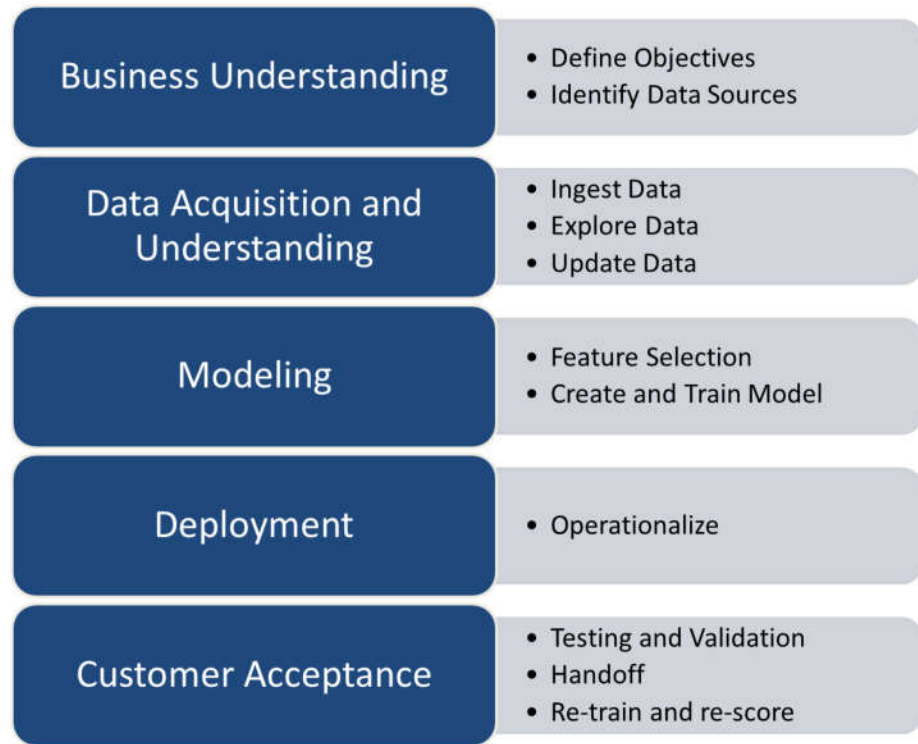 Business Understanding
• Define Objectives
• Identify Data Sources
Data Acquisition and
Understanding
• Ingest Data
• Explore Data
• Update Data
Modeling
• Feature Selection
• Create and Train Model
Deployment
• Operationalize
Customer Acceptance
• Testing and Validation
• Handoff
• Re-train and re-score